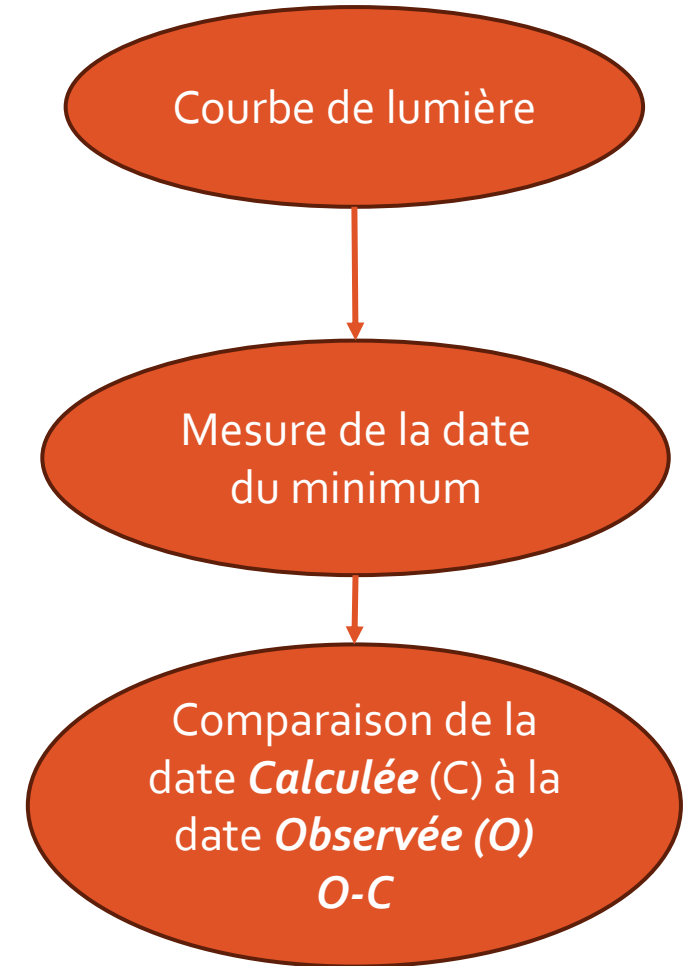 Courbe de lumière
Mesure de la date
du minimum
Comparaison de la
date Calculée (C) à la
date Observée (O)
O-C